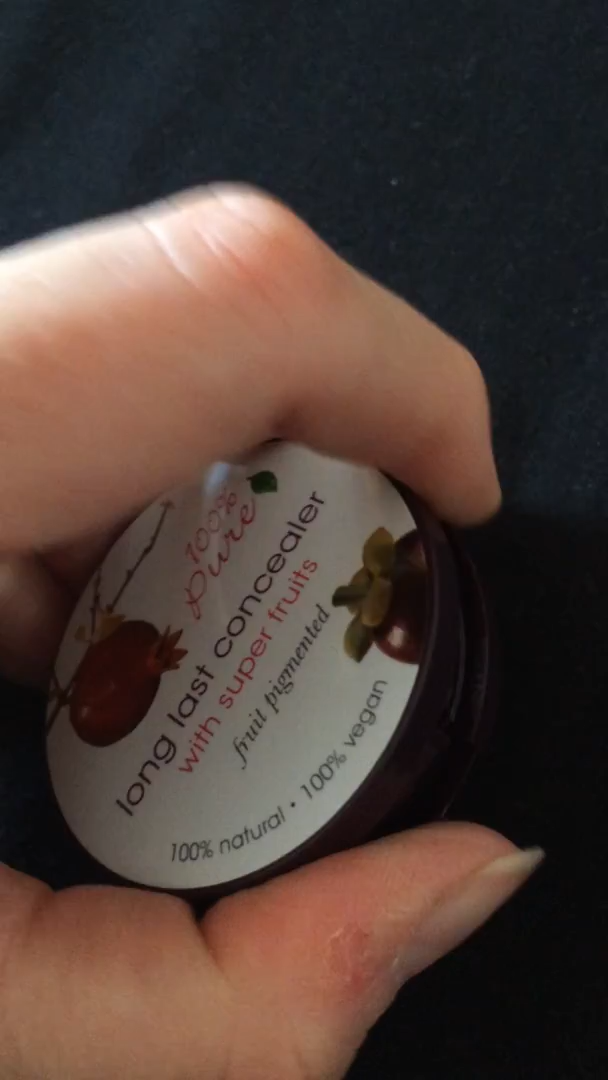 100%
pure
long last concealer
with super fruits
fruit pigmented
100% natural • 100% vegan